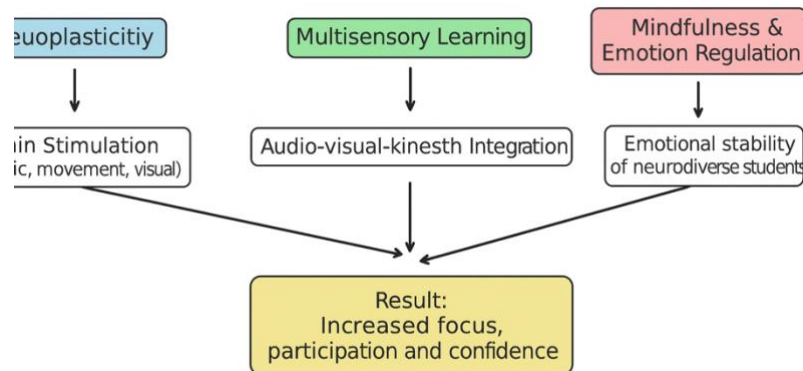 euoplasticitiy
Multisensory Learning
Mindfulness &
Emotion Regulation
in Stimulation
ic, movement, visual)
Audio-visual-kinesth Integration
Emotional stability
of neurodiverse students
Result:
Increased focus,
participation and confidence